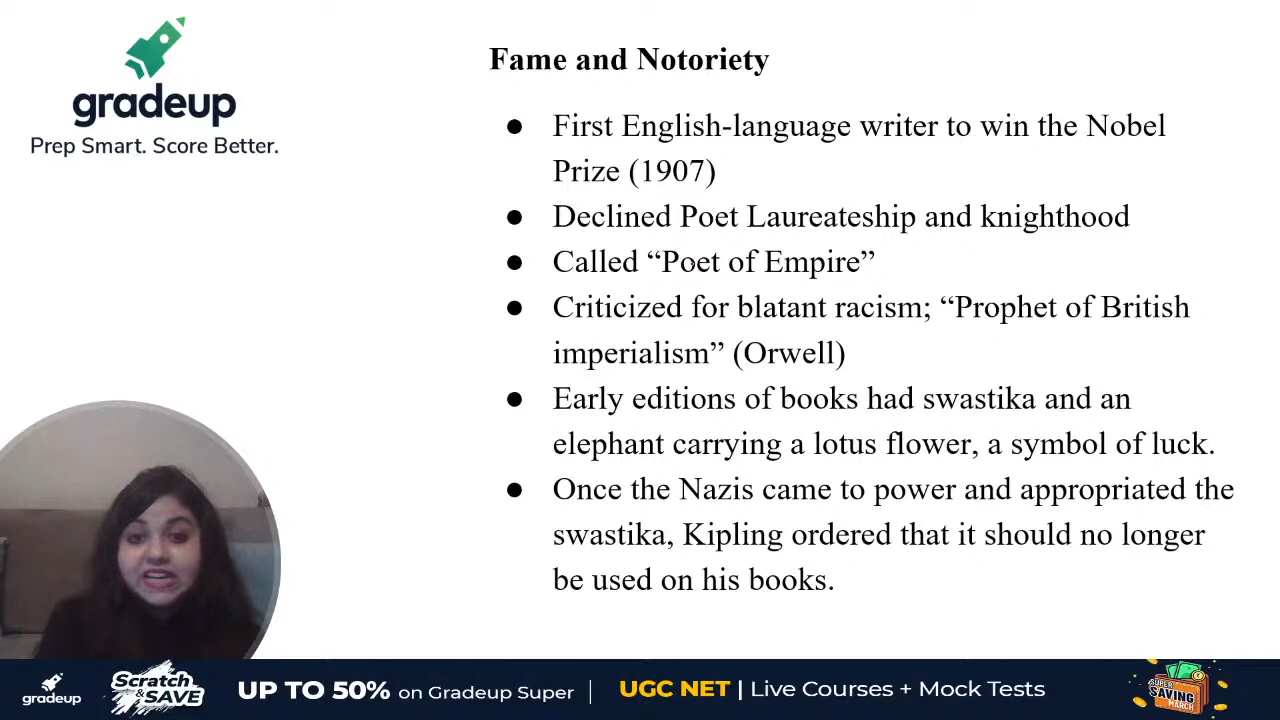 gradeup
Prep Smart. Score Better.
Fame and Notoriety
● First English-language writer to win the Nobel
Prize (1907)
● Declined Poet Laureateship and knighthood
● Called “Poet of Empire”
● Criticized for blatant racism; “Prophet of British
imperialism” (Orwell)
● Early editions of books had swastika and an
elephant carrying a lotus flower, a symbol of luck.
● Once the Nazis came to power and appropriated the
swastika, Kipling ordered that it should no longer
be used on his books.
gradeup
Scratch
& SAVE
UP TO 50% on Gradeup Super
UGC NET | Live Courses + Mock Tests
SUPER
SAVING
MARCH